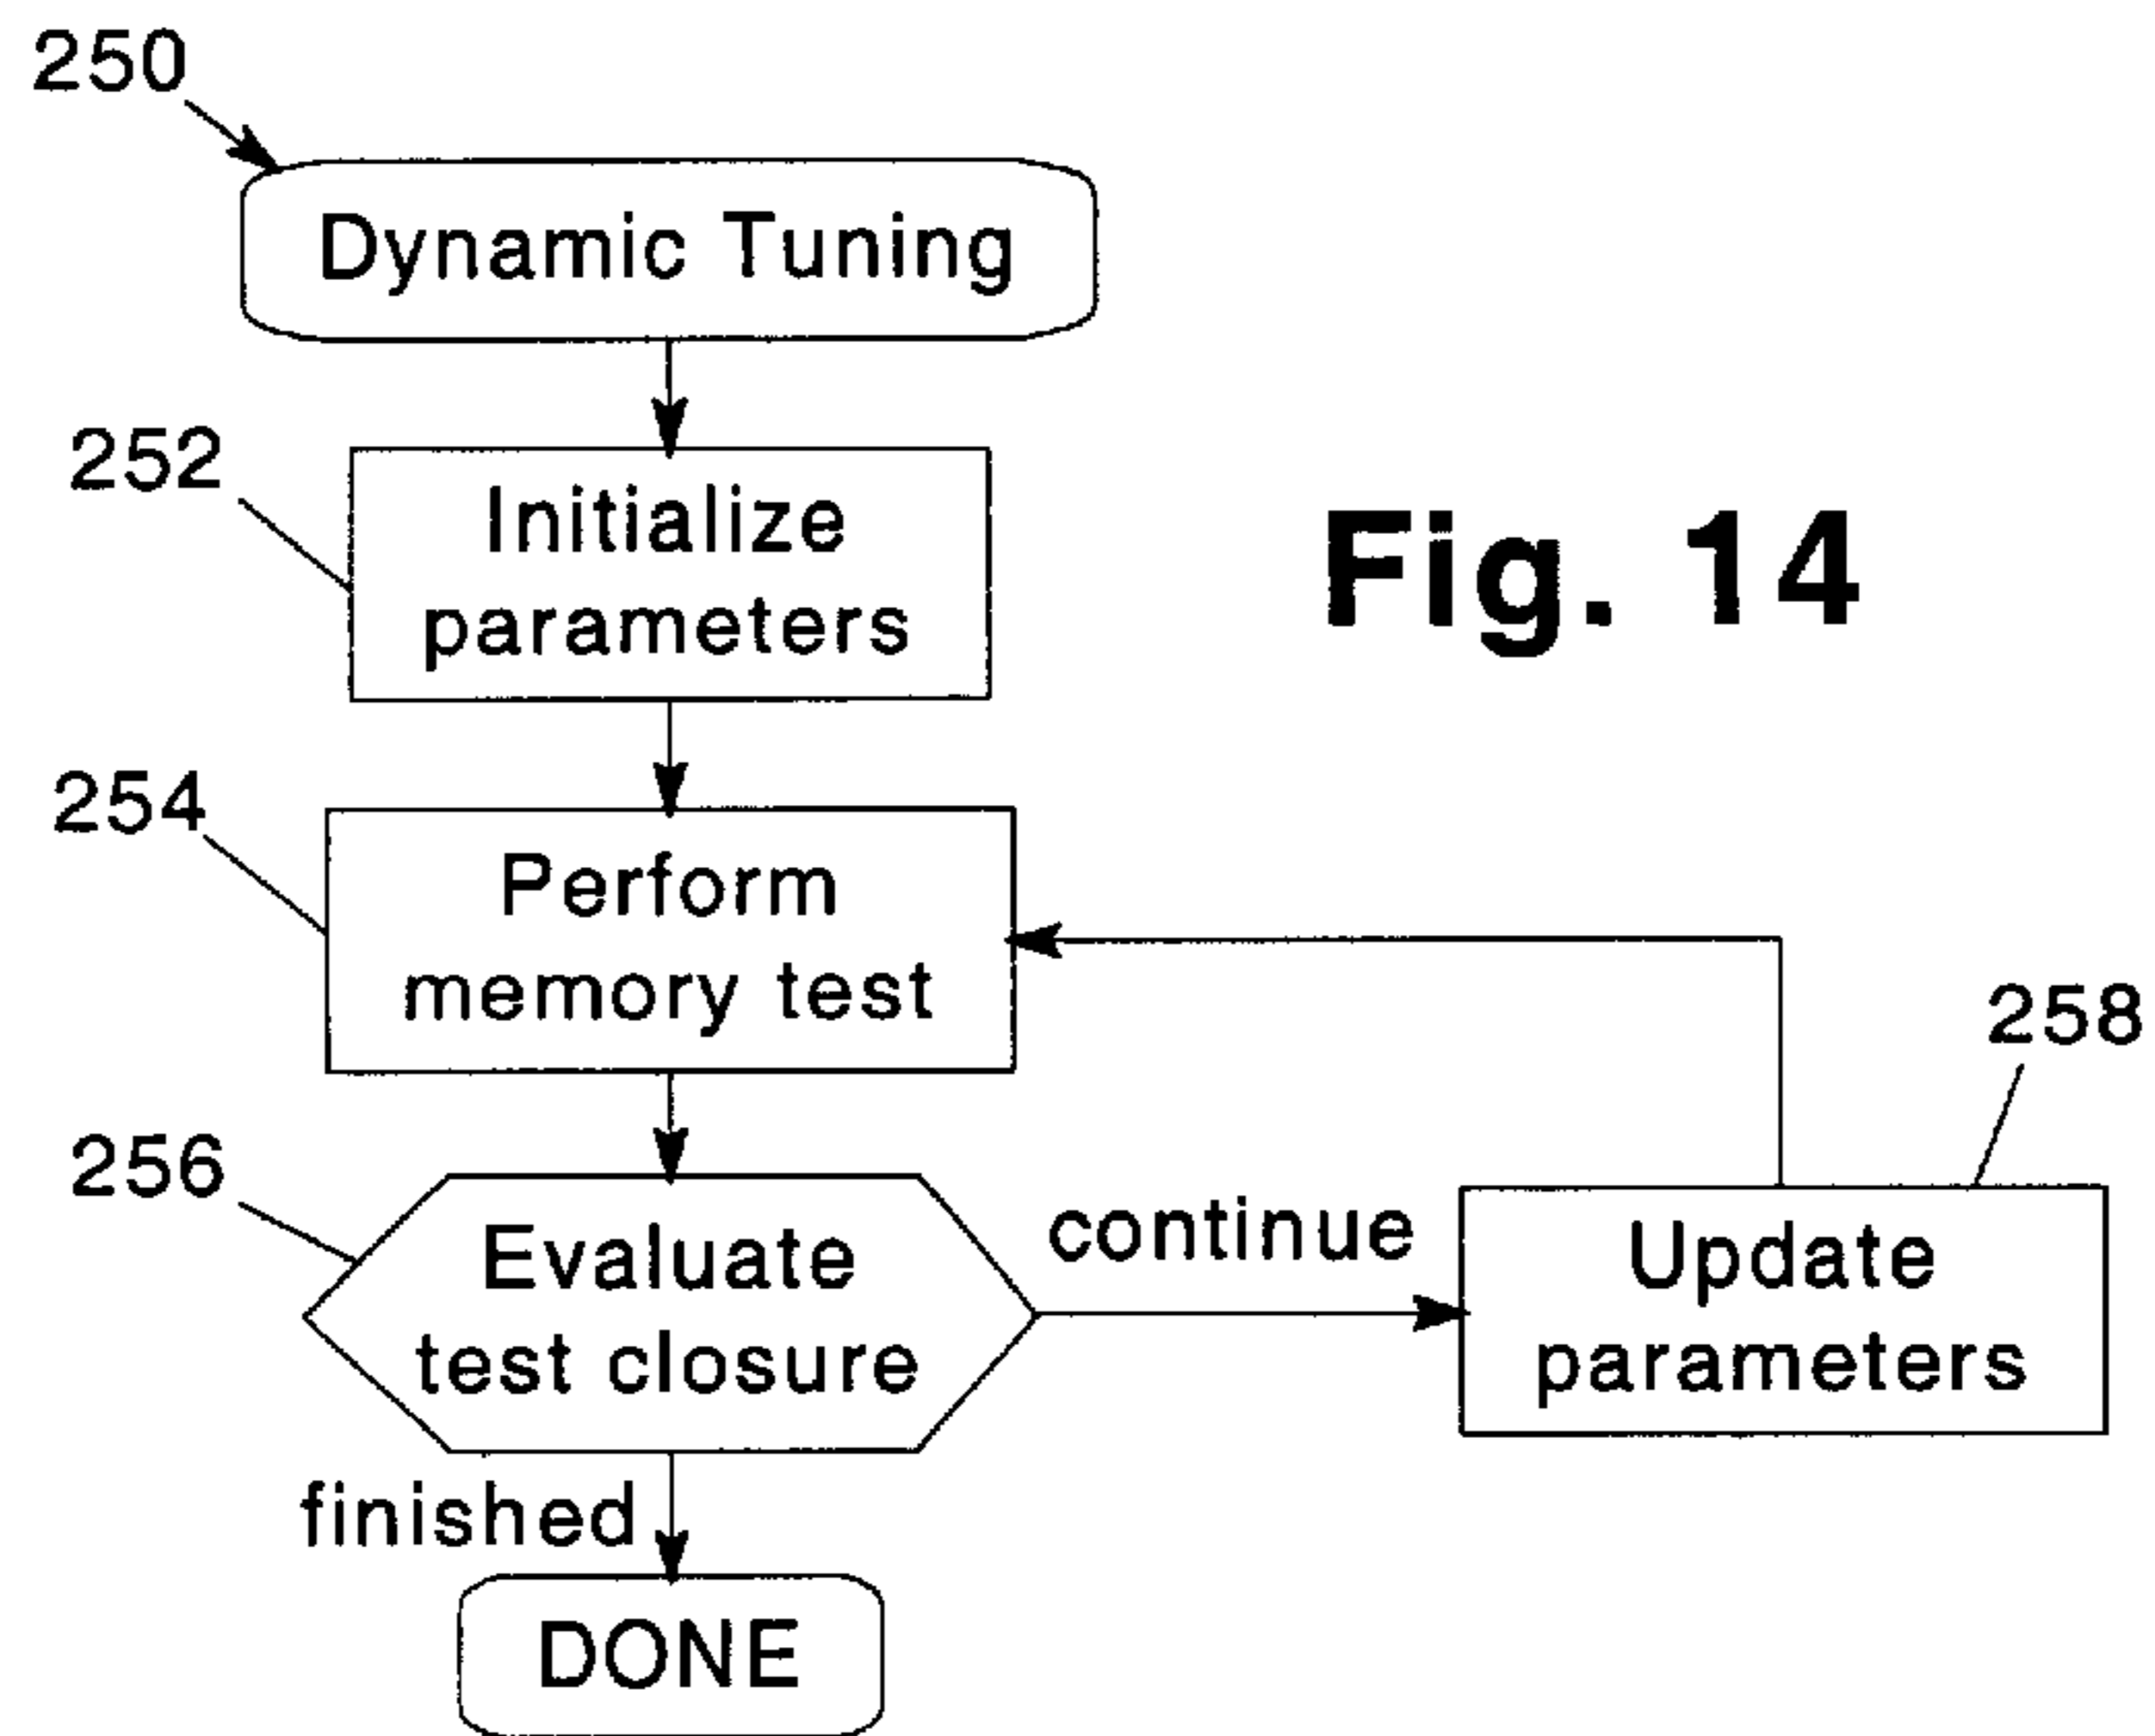 250
Dynamic Tuning
252
Initialize
parameters
Fig. 14
254
Perform
memory test
258
256
Evaluate
test closure
continue
Update
parameters
finished
DONE